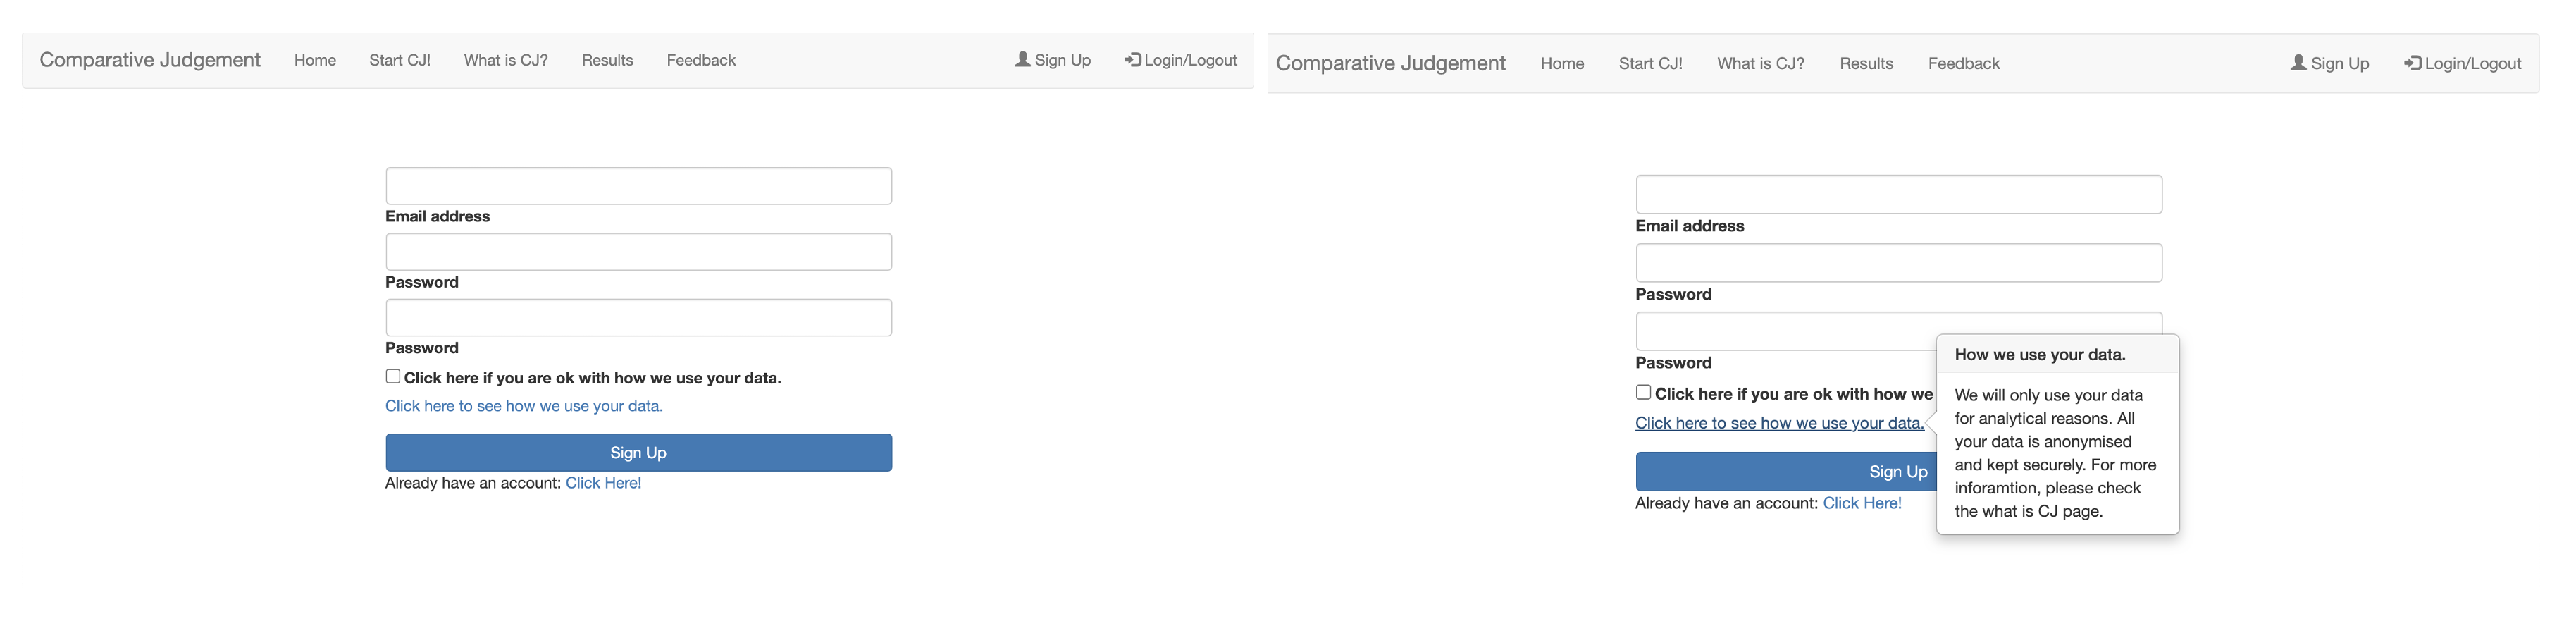 Comparative Judgement Home Start CJ! What is CJ? Results Feedback Sign Up Login/Logout
Email address
Password
Password
Click here if you are ok with how we use your data.
Click here to see how we use your data.
Sign Up
Already have an account: Click Here!
Comparative Judgement Home Start CJ! What is CJ? Results Feedback Sign Up Login/Logout
Email address
Password
Password
Click here if you are ok with how we
Click here to see how we use your data.
Sign Up
Already have an account: Click Here!
How we use your data.
We will only use your data
for analytical reasons. All
your data is anonymised
and kept securely. For more
inforamtion, please check
the what is CJ page.